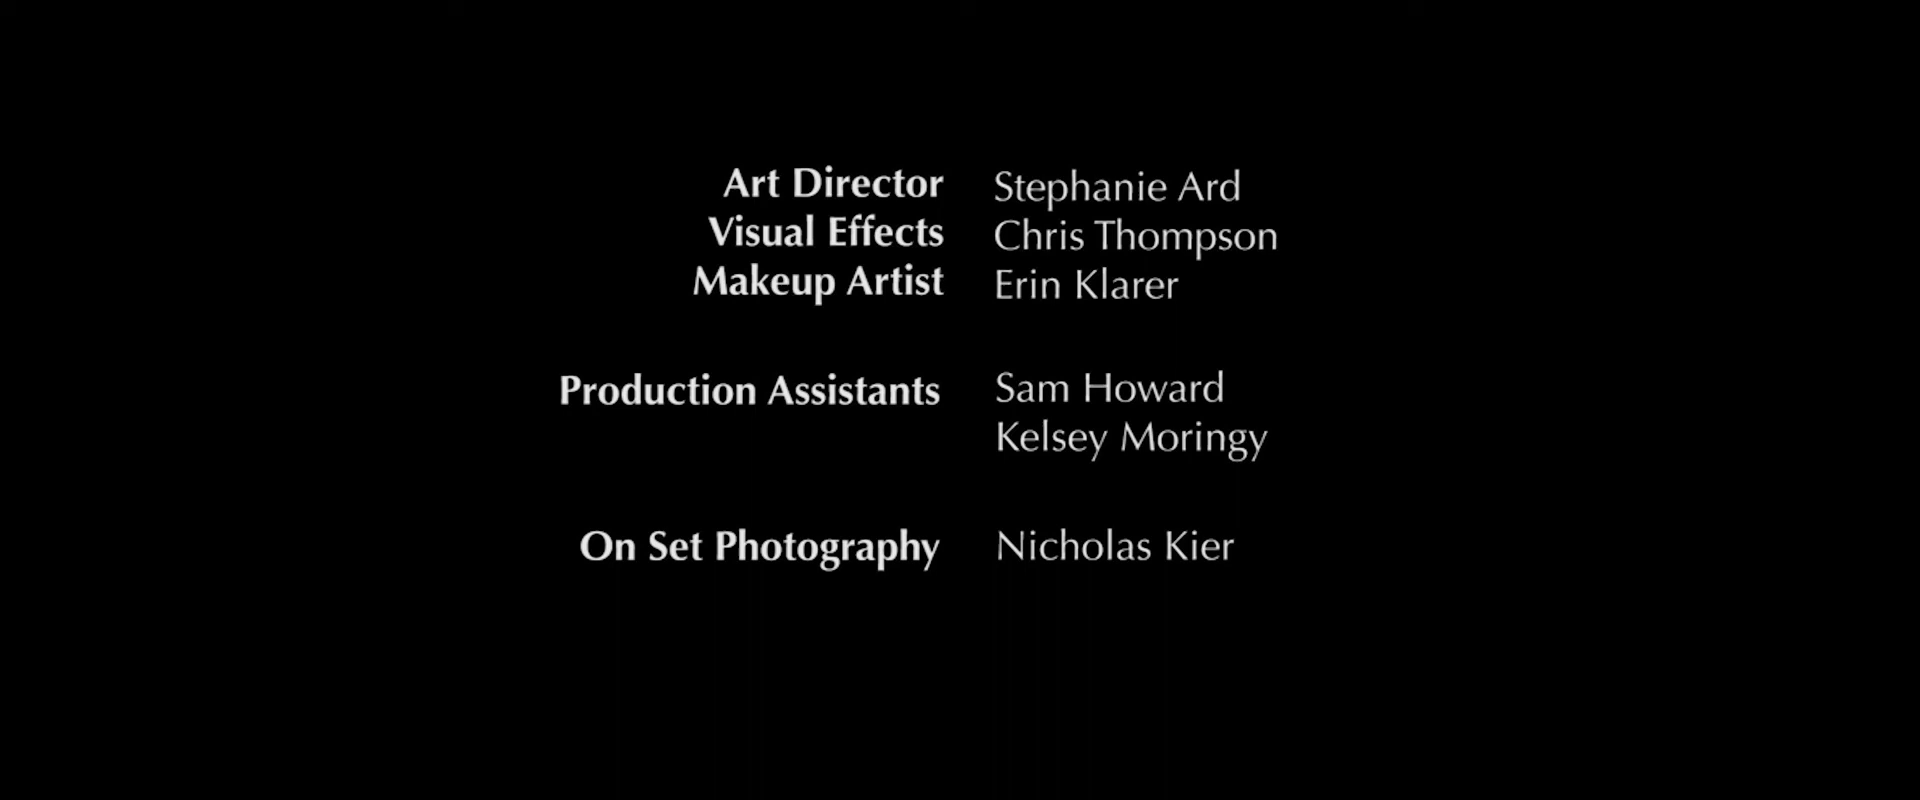 Art Director Stephanie Ard
Visual Effects Chris Thompson
Makeup Artist Erin Klarer
Production Assistants Sam Howard
Kelsey Moringy
On Set Photography Nicholas Kier